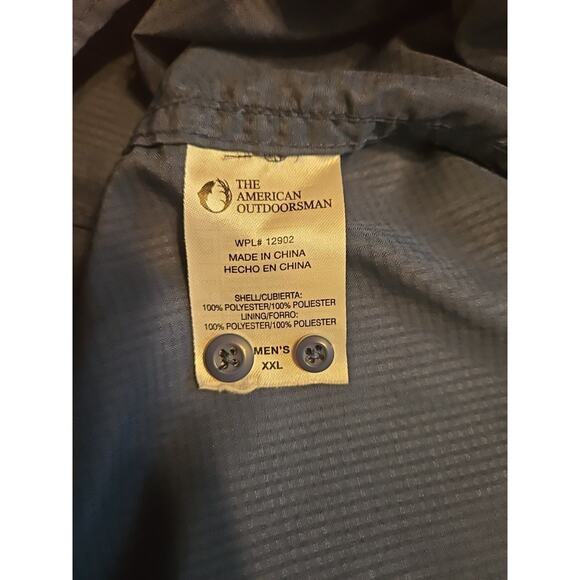 THE
AMERICAN
OUTDOORSMAN
WPL# 12902
MADE IN CHINA
HECHO EN CHINA
SHELL/CUBIERTA:
100% POLYESTER/100% POLIESTER
LINING/FORRO:
100% POLYESTER/100% POLIESTER
MEN'S
XXL